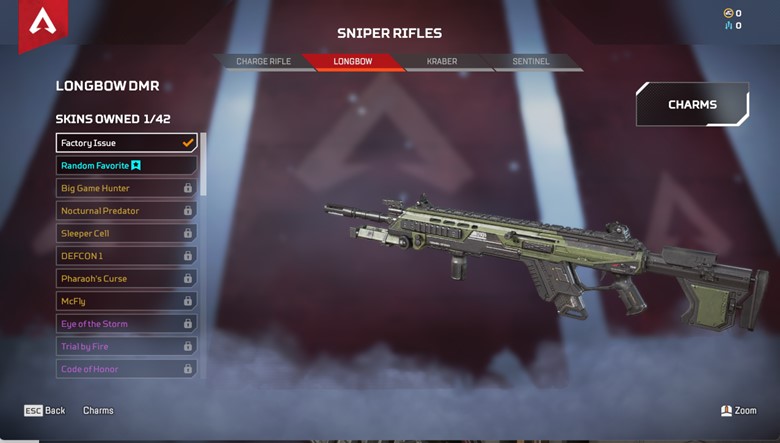 0
SNIPER RIFLES
0
CHARGE RIFLE LONGBOW KRABER SENTINEL
LONGBOW DMR
CHARMS
SKINS OWNED 1/42
Factory Issue
Random Favorite
Big Game Hunter
Nocturnal Predator
Sleeper Cell
DEFCON 1
Pharaoh's Curse
McFly
Eye of the Storm
Trial by Fire
Code of Honor
ESC Back Charms Zoom